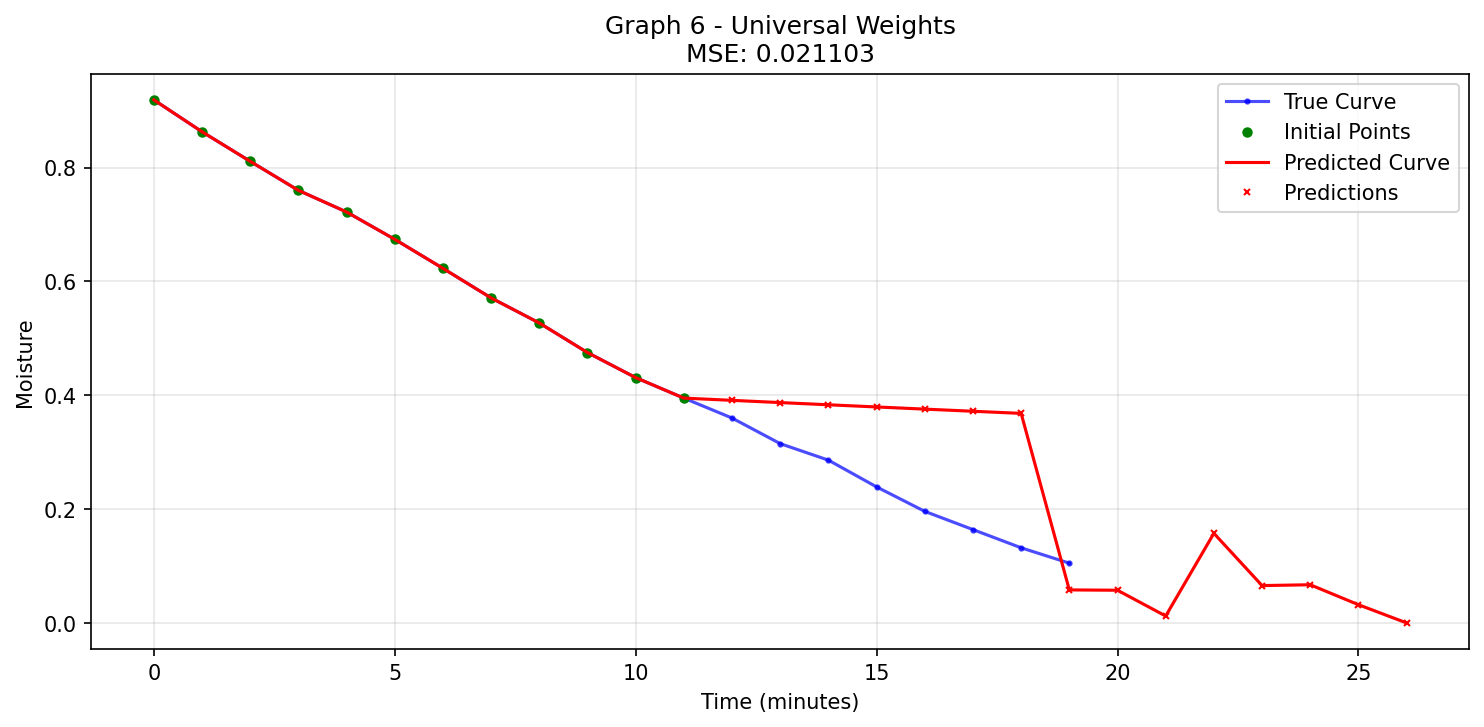 Graph 6 - Universal Weights
MSE: 0.021103
True Curve
Initial Points
Predicted Curve
Predictions
Moisture
0.8
0.6
0.4
0.2
0.0
0
5
10
15
20
25
Time (minutes)